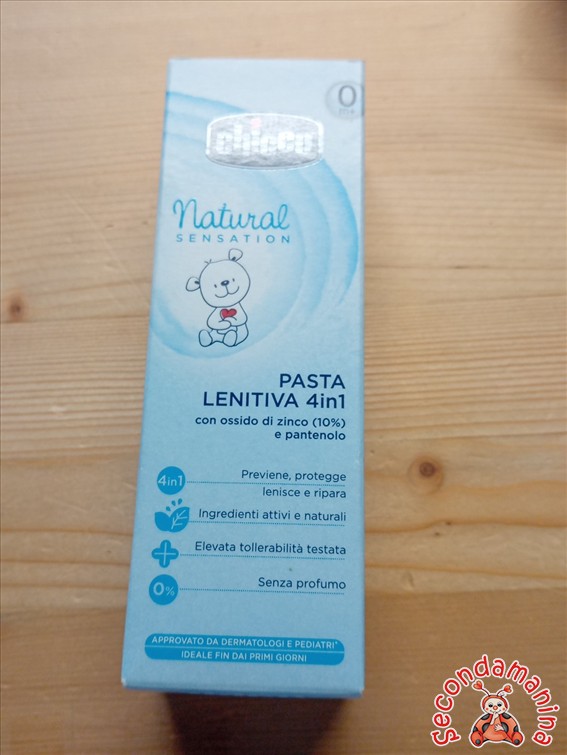 0
m+
chicco
Natural
SENSATION
PASTA
LENITIVA 4in1
con ossido di zinco (10%)
e pantenolo
4in1
Previene, protegge
lenisce e ripara
Ingredienti attivi e naturali
Elevata tollerabilità testata
0%
Senza profumo
APPROVATO DA DERMATOLOGI E PEDIATRI*
IDEALE FIN DAI PRIMI GIORNI
secondamanina